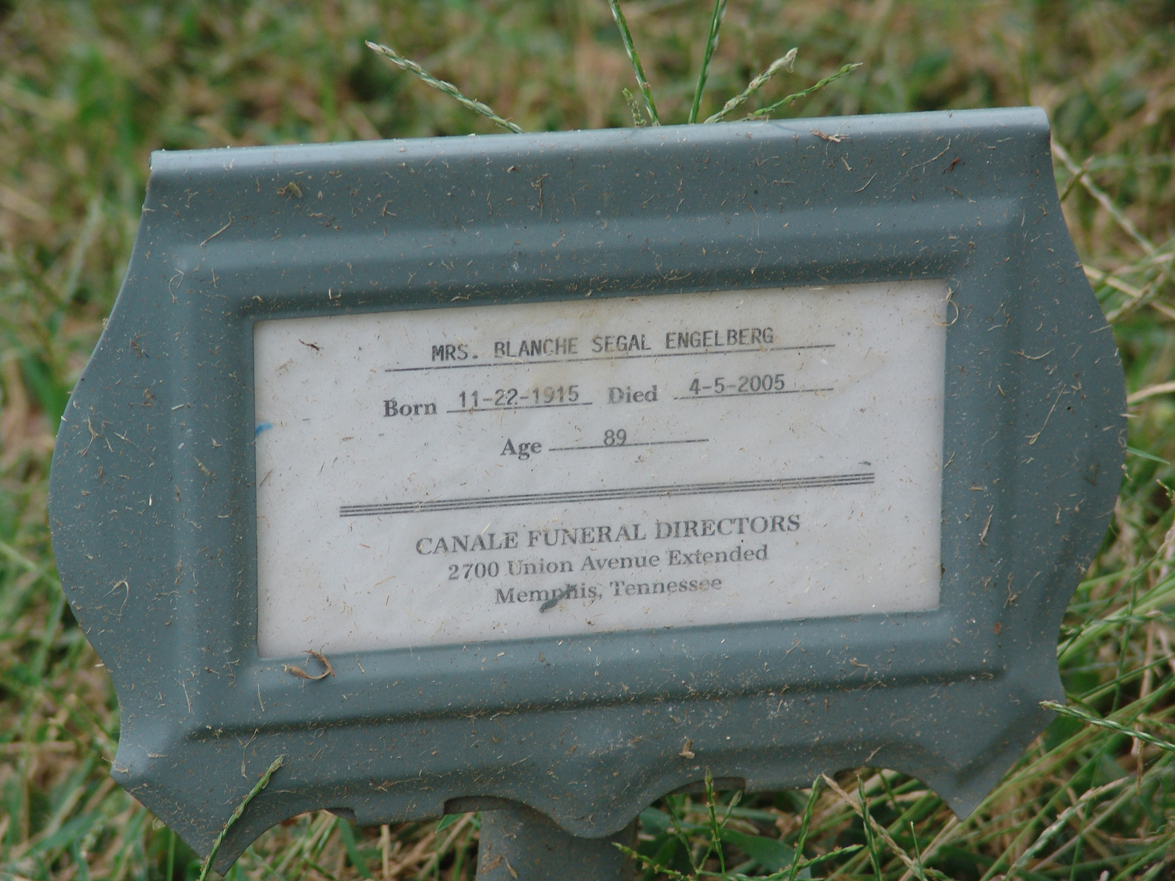 MRS. BLANCHE SEGAL ENGELBERG
Born 11-22-1915 Died 4-5-2005
Age 89
CANALE FUNERAL DIRECTORS
2700 Union Avenue Extended
Memphis, Tennessee